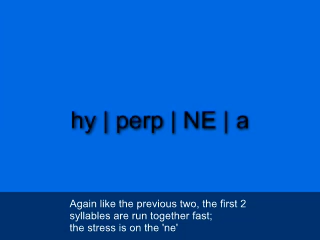 hy | perp | NE | a
Again like the previous two, the first 2
syllables are run together fast;
the stress is on the 'ne'